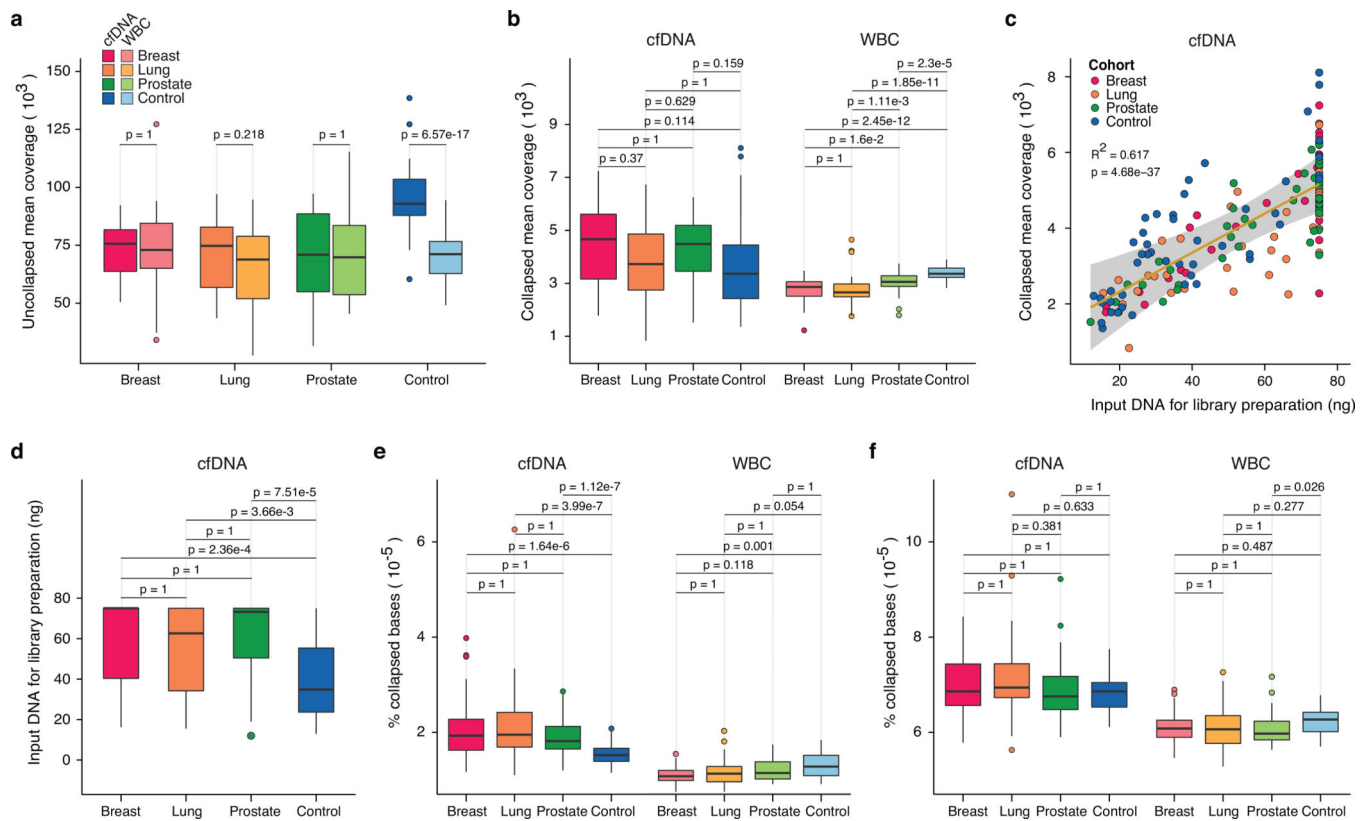 a
cfDNA
WBC
Breast
Lung
Prostate
Control
Uncollapsed mean coverage (10³)
150
125
100
75
50
p = 1
p = 0.218
p = 1
p = 6.57e-17
Breast Lung Prostate Control
b
cfDNA WBC
Collapsed mean coverage (10³)
9
7
5
3
1
p = 0.159
p = 1
p = 0.629
p = 0.114
p = 1
p = 0.37
p = 2.3e-5
p = 1.85e-11
p = 1.11e-3
p = 2.45e-12
p = 1.6e-2
p = 1
Breast Lung Prostate Control Breast Lung Prostate Control
c
cfDNA
Cohort
Breast
Lung
Prostate
Control
R² = 0.617
p = 4.68e–37
Collapsed mean coverage (10³)
8
6
4
2
20 40 60 80
Input DNA for library preparation (ng)
d
cfDNA
Input DNA for library preparation (ng)
80
60
40
20
0
p = 7.51e-5
p = 3.66e-3
p = 1
p = 2.36e-4
p = 1
p = 1
Breast Lung Prostate Control
e
cfDNA WBC
% collapsed bases (10⁻⁵)
6
4
2
p = 1.12e-7
p = 3.99e-7
p = 1
p = 1.64e-6
p = 1
p = 1
p = 1
p = 0.054
p = 1
p = 0.001
p = 0.118
p = 1
Breast Lung Prostate Control Breast Lung Prostate Control
f
cfDNA WBC
% collapsed bases (10⁻⁵)
10
8
6
p = 1
p = 0.633
p = 0.381
p = 1
p = 1
p = 1
p = 0.026
p = 0.277
p = 1
p = 0.487
p = 1
p = 1
Breast Lung Prostate Control Breast Lung Prostate Control